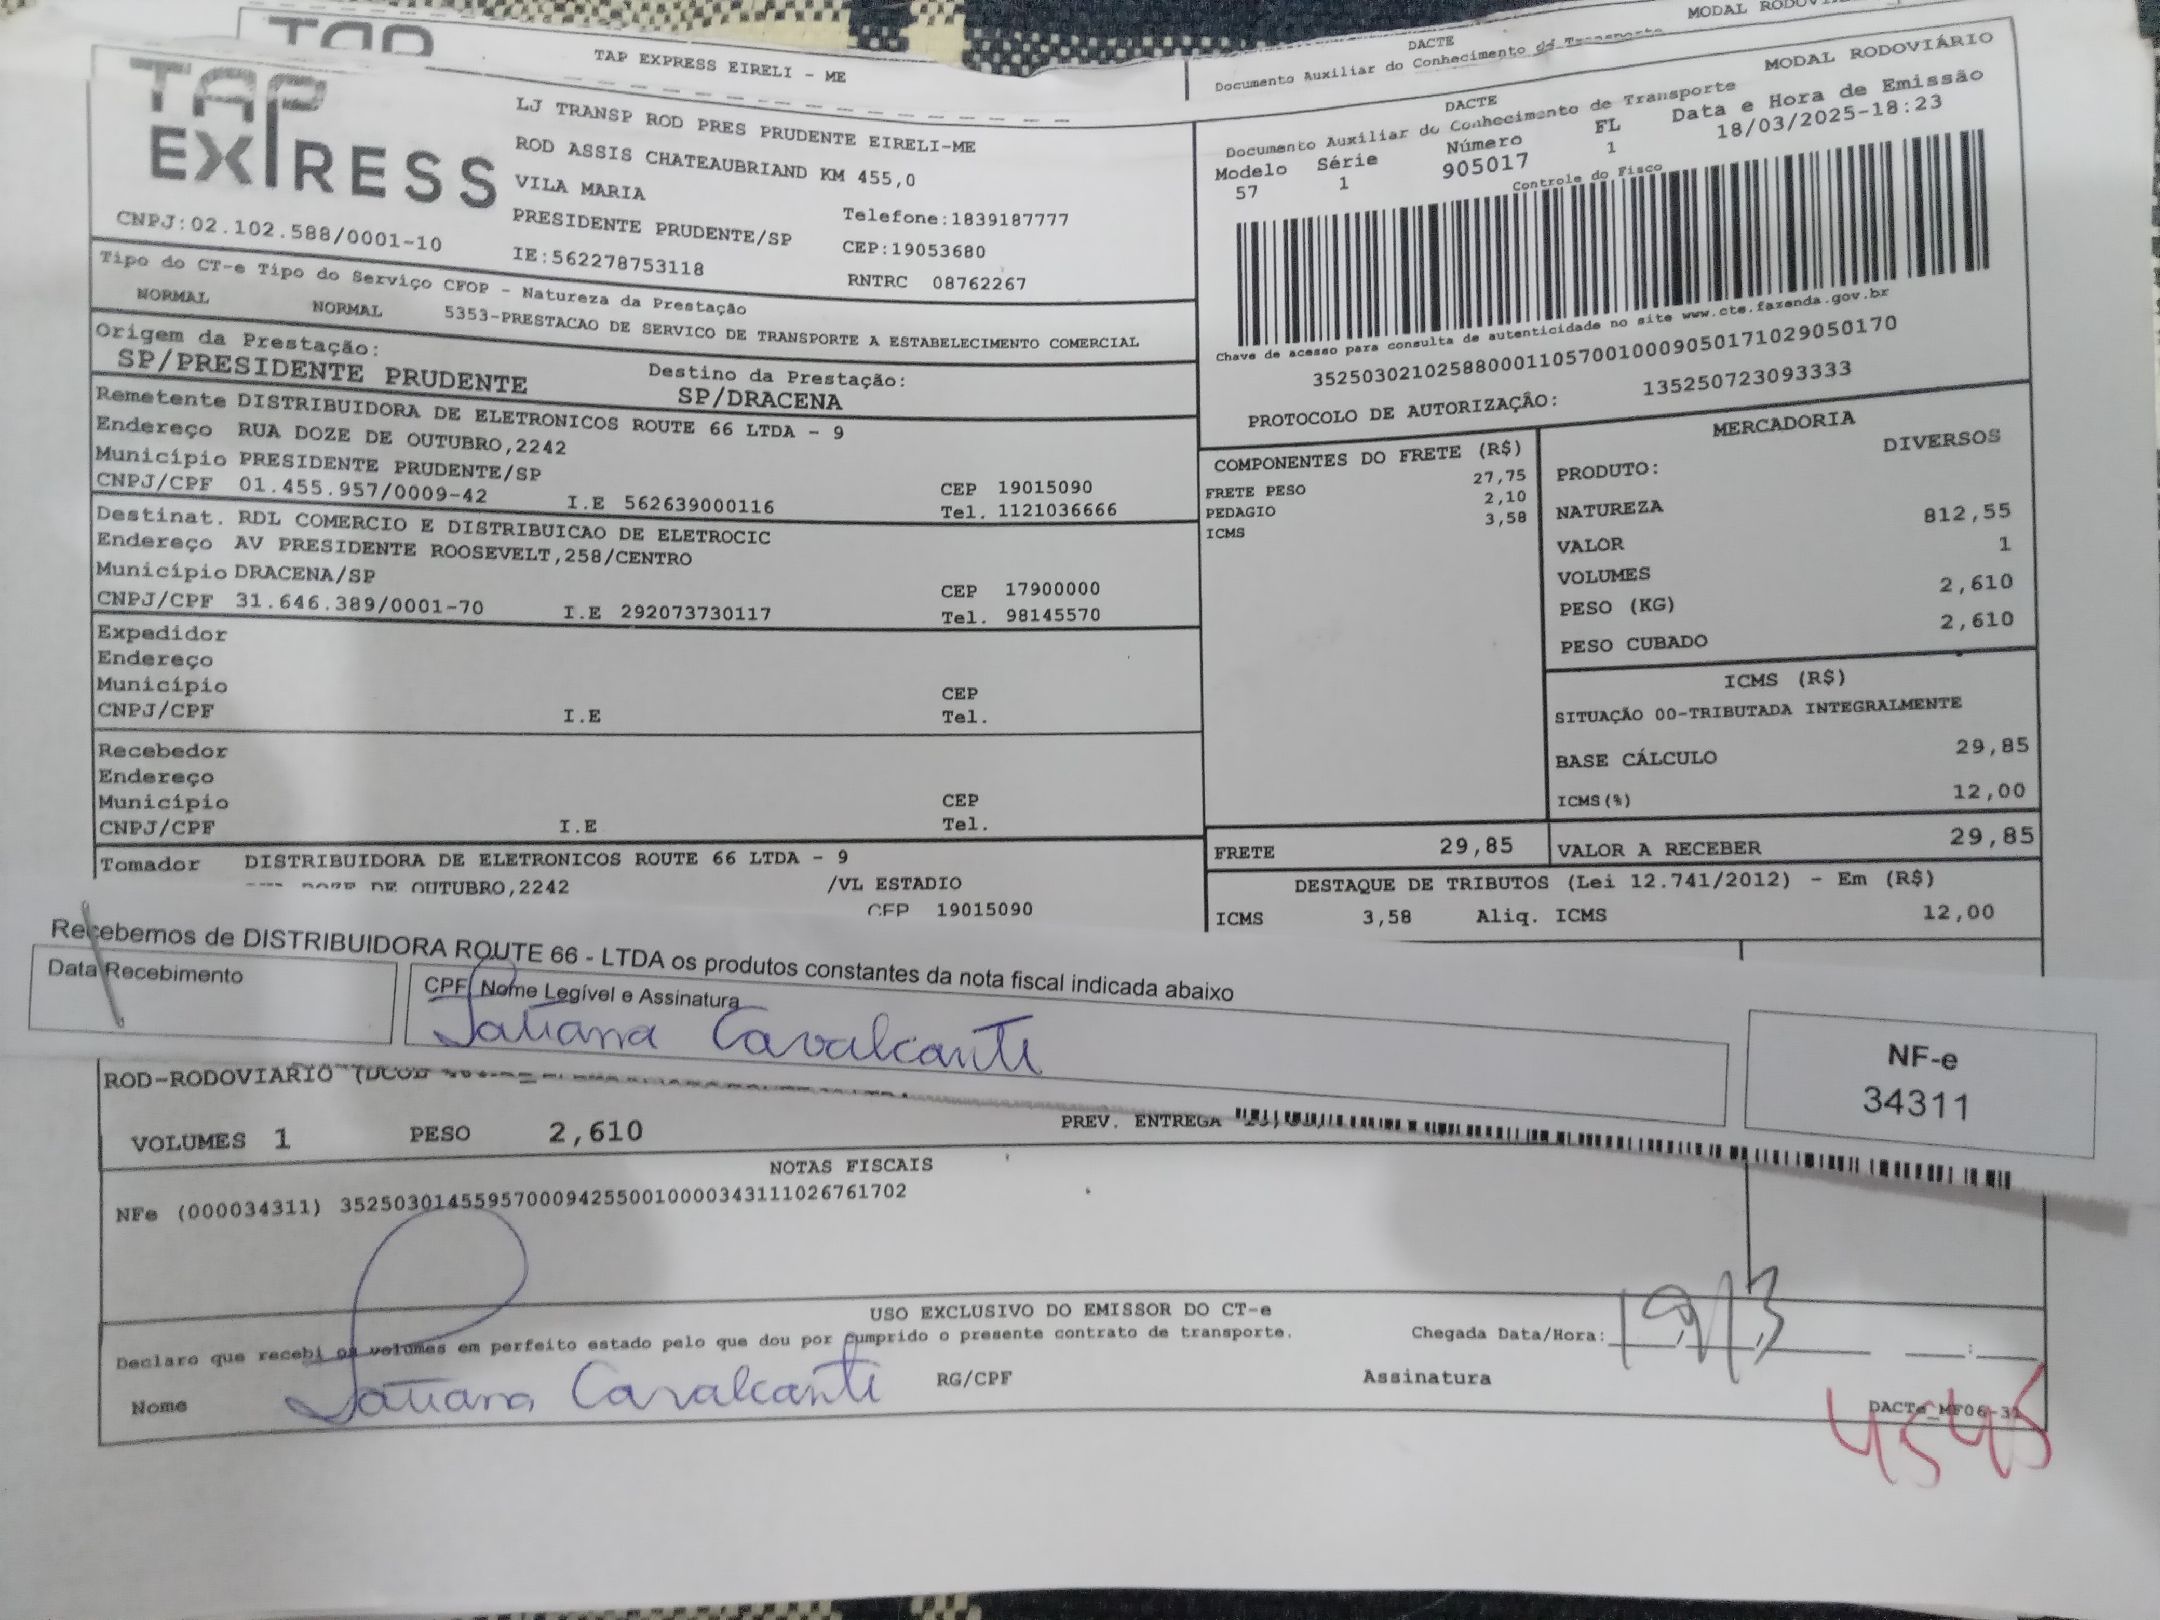 TAP EXPRESS EIRELI - ME
DACTE
Documento Auxiliar do Conhecimento de Transporte
TAP
EXPRESS
LJ TRANSP ROD PRES PRUDENTE EIRELI-ME
ROD ASSIS CHATEAUBRIAND KM 455,0
VILA MARIA
PRESIDENTE PRUDENTE/SP
Telefone:1839187777
CEP:19053680
CNPJ:02.102.588/0001-10
IE:562278753118
RNTRC 08762267
DACTE
MODAL RODOVIÁRIO
Documento Auxiliar do Conhecimento de Transporte
Modelo Série Número FL Data e Hora de Emissão
57 1 905017 1 18/03/2025-18:23
Controle do Fisco
Chave de acesso para consulta de autenticidade no site www.cte.fazenda.gov.br
35250302102588000110570010009050171029050170
PROTOCOLO DE AUTORIZAÇÃO: 135250723093333
Tipo do CT-e Tipo do Serviço CFOP - Natureza da Prestação
NORMAL NORMAL 5353-PRESTACAO DE SERVICO DE TRANSPORTE A ESTABELECIMENTO COMERCIAL
Origem da Prestação: Destino da Prestação:
SP/PRESIDENTE PRUDENTE SP/DRACENA
Remetente DISTRIBUIDORA DE ELETRONICOS ROUTE 66 LTDA - 9
Endereço RUA DOZE DE OUTUBRO,2242
Município PRESIDENTE PRUDENTE/SP CEP 19015090
CNPJ/CPF 01.455.957/0009-42 I.E 562639000116 Tel. 1121036666
Destinat. RDL COMERCIO E DISTRIBUICAO DE ELETROCIC
Endereço AV PRESIDENTE ROOSEVELT,258/CENTRO
Município DRACENA/SP CEP 17900000
CNPJ/CPF 31.646.389/0001-70 I.E 292073730117 Tel. 98145570
Expedidor
Endereço
Município CEP
CNPJ/CPF I.E Tel.
Recebedor
Endereço
Município CEP
CNPJ/CPF I.E Tel.
Tomador DISTRIBUIDORA DE ELETRONICOS ROUTE 66 LTDA - 9
DOZE DE OUTUBRO,2242 /VL ESTADIO
CEP 19015090
COMPONENTES DO FRETE (R$)
FRETE PESO 27,75
PEDAGIO 2,10
ICMS 3,58
MERCADORIA
PRODUTO: DIVERSOS
NATUREZA
VALOR 812,55
VOLUMES 1
PESO (KG) 2,610
PESO CUBADO 2,610
ICMS (R$)
SITUAÇÃO 00-TRIBUTADA INTEGRALMENTE
BASE CÁLCULO 29,85
ICMS(%) 12,00
FRETE 29,85 VALOR A RECEBER 29,85
DESTAQUE DE TRIBUTOS (Lei 12.741/2012) - Em (R$)
ICMS 3,58 Aliq. ICMS 12,00
Recebemos de DISTRIBUIDORA ROUTE 66 - LTDA os produtos constantes da nota fiscal indicada abaixo
Data Recebimento
CPF, Nome Legível e Assinatura
Tatiana Cavalcanti
NF-e
34311
ROD-RODOVIARIO
VOLUMES 1 PESO 2,610 PREV. ENTREGA
NOTAS FISCAIS
NFe (000034311) 35250301455957000942550010000343111026761702
USO EXCLUSIVO DO EMISSOR DO CT-e
Declaro que recebi os volumes em perfeito estado pelo que dou por cumprido o presente contrato de transporte.
Chegada Data/Hora: 19/3
Nome Tatiana Cavalcanti RG/CPF Assinatura
DACTe_MF06-31
4545